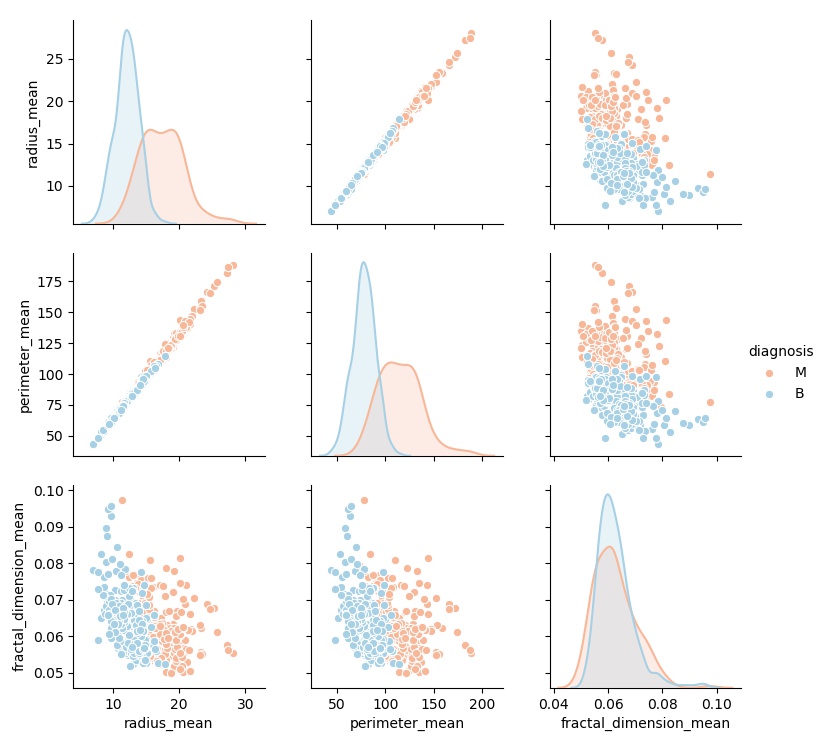 radius_mean
25
20
15
10
perimeter_mean
175
150
125
100
75
50
diagnosis
M
B
fractal_dimension_mean
0.10
0.09
0.08
0.07
0.06
0.05
10 20 30 50 100 150 200 0.04 0.06 0.08 0.10
radius_mean perimeter_mean fractal_dimension_mean